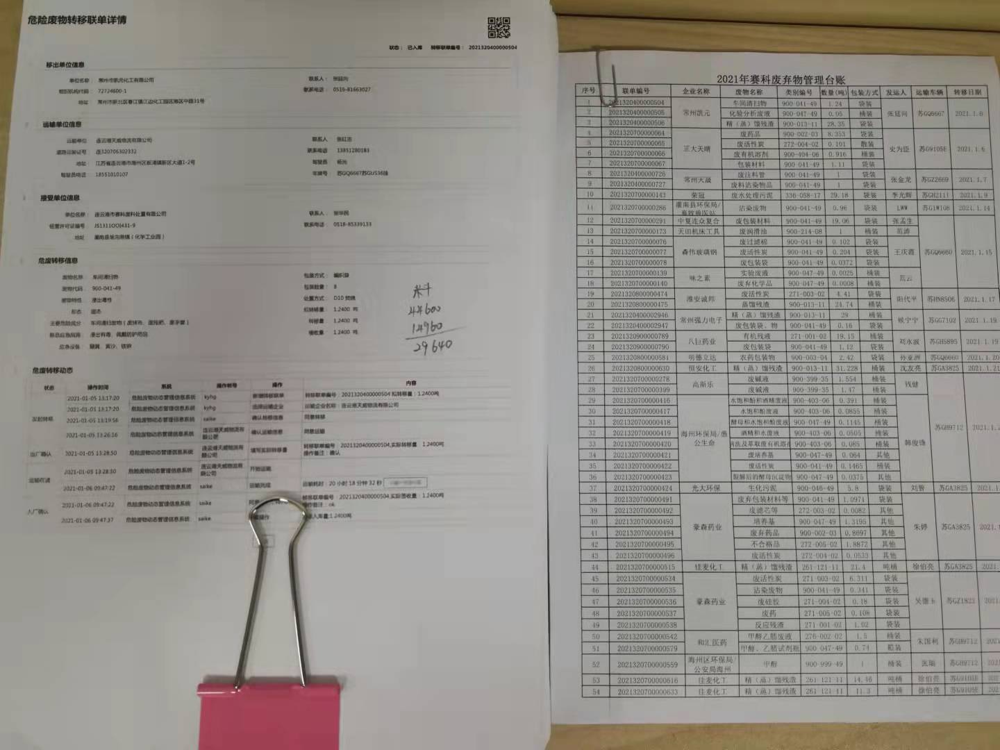 危险废物转移联单详情
状态： 已入库 转移联单编号： 2021320400000504
移出单位信息
单位名称： 常州市凯元化工有限公司 联系人： 张廷向
组织机构代码： 72724600-1 联系电话： 0519-81663027
地址： 常州市新北区春江镇江边化工园区港区中路31号
运输单位信息
运输单位 连云港天威物流有限公司 联系人
道路运输证号： 连320706302332 联系电话 13851280183
地址： 江苏省连云港市海州区新浦镇新区大道1-2号 驾驶员 杨光
驾驶员电话： 18551010107 车牌号 苏GQ6667苏GU536挂
接受单位信息
单位名称： 连云港市赛科废料处置有限公司 联系人：
经营许可证编号： JS1311OOJ431-9 联系电话： 0518-85339133
地址： 灌南县堆沟港镇（化学工业园）
危废转移信息
废物名称： 车间清扫物 包装方式： 编织袋
废物代码： 900-041-49 包装数量： 8
废物特性： 浸出毒性 处置方式： D10 焚烧
形态： 固态 拟转移量： 1.2400 吨
主要危险成分： 车间清扫废物（废抹布、废拖把、废手套） 转移量： 1.2400 吨
禁忌应急措施： 浸出有毒、佩戴防护用品 接收量： 1.2400 吨
应急设备： 黄沙、铁锹
44600
14960
29640
危废转移动态
状态 操作时间 系统 操作帐号 操作 内容
2021-01-05 13:17:20 危险废物动态管理信息系统 kyhg 新增转移联单 转移联单编号：2021320400000504 拟转移量：1.2400吨
发起转移 2021-01-05 13:17:20 危险废物动态管理信息系统 kyhg 选择运输企业 运输企业名称：连云港天威物流有限公司
2021-01-05 13:19:56 危险废物动态管理信息系统 saike 确认接收信息 同意转移
2021-01-05 13:26:16 危险废物动态管理信息系统 连云港天威物流有限公司 确认运输信息 同意运输
出厂确认 2021-01-05 13:28:50 危险废物动态管理信息系统 连云港天威物流有限公司 填写实际转移量 转移联单编号：2021320400000504,实际转移量 1.2400吨
操作备注：确认
运输在途 2021-01-05 13:28:50 危险废物动态管理信息系统 连云港天威物流有限公司 开始运输
2021-01-06 09:47:22 危险废物动态管理信息系统 saike 运输完成 运输耗时：20 小时 18 分钟 32 秒
入厂确认 2021-01-06 09:47:22 危险废物动态管理信息系统 saike 转移联单编号：2021320400000504,实际签收量：1.2400吨
操作备注：ok
2021-01-06 09:47:37 危险废物动态管理信息系统 saike 入库量:1.2400吨
2021年赛科废弃物管理台账
序号 联单编号 企业名称 废物名称 类别编号 数量(吨) 包装方式 发运人 运输车辆 转移日期
1 2021320400000504 常州凯元 车间清扫物 900-041-49 1.24 袋装 张廷向 苏GQ6667 2021.1.6
2 2021320400000505 化验分析废液 900-047-49 0.05 桶装
3 2021320400000506 精（蒸）馏残渣 900-013-11 28.35 袋装
4 2021320700000064 正大天晴 废药品 900-002-03 8.353 袋装 史为臣 苏G9105E 2021.1.6
5 2021320700000065 废活性炭 272-004-02 0.101 散装
6 2021320700000066 废有机溶剂 900-404-06 0.916 桶装
7 2021320700000067 包装材料 900-041-49 1.11 袋装
8 2021320400000726 常州天晟 废注料管 900-041-49 1 袋装 张金龙 苏GZ2669 2021.1.7
9 2021320400000727 废料沾染物品 900-041-49 1 袋装
10 2021320700000143 荣冠 废水处理污泥 336-058-17 29.18 袋装 李光辉 苏GH2111 2021.1.9
11 2021320700000286 灌南县环保局/ 沾染废物 900-041-49 0.96 袋装 LWW 苏G1W108 2021.1.14
12 2021320700000291 中复连众复合 废包装材料 900-041-49 19.06 袋装 张孟生 苏GQ6660 2021.1.15
13 2021320700000133 天田机床工具 废润滑油 900-214-08 1 桶装 范涛
14 2021320700000076 森伟玻璃钢 废过滤棉 900-041-49 0.102 袋装 王庆霞
15 2021320700000077 废活性炭 900-041-49 0.204 袋装
16 2021320700000078 废包装袋 900-041-49 0.0372 袋装
17 2021320700000139 味之素 实验废液 900-047-49 0.0025 桶装 范云
18 2021320700000140 废弃化学品 900-047-49 0.0008 桶装
19 2021320800000474 淮安诚邦 废活性炭 271-003-02 4.41 袋装 阳代平 苏HN8506 2021.1.17
20 2021320800000475 蒸馏残渣 900-013-11 24.74 桶装
21 2021320400002946 常州强力电子 精（蒸）馏残渣 900-013-11 29 桶装 候宁宁 苏GG7102 2021.1.19
22 2021320400002947 废包装袋、物 900-041-49 0.16 袋装
23 2021320900000789 八巨药业 有机残液 271-001-02 19.15 桶装 刘永波 苏GH5895 2021.1.19
24 2021320900000790 废包装袋 900-041-49 1.12 袋装
25 2021320800000581 明德立达 农药包装物 900-003-04 2.42 袋装 孙亚洲 苏GQ6660 2021.1.20
26 2021320800000630 恒安化工 精（蒸）馏残渣 900-013-11 31.228 桶装 沈友亮 苏GA3825 2021.1.21
27 2021320700000278 高斯乐 废碱液 900-399-35 1.554 桶装 钱健 苏GH9712 2021.1.2
28 2021320700000399 废碱液 900-399-35 1.47 桶装
29 2021320700000416 海州环保局/愚公生命 水饱和酚和酒精废液 900-403-06 0.391 桶装 韩俊锋
30 2021320700000417 水饱和酚废液 900-403-06 0.0855 桶装
31 2021320700000418 酵母和水饱和酚废液 900-047-49 0.1145 桶装
32 2021320700000419 酒精和水废液 900-403-06 0.0505 桶装
33 2021320700000420 清洗及萃取废有机溶剂 900-403-06 0.085 桶装
34 2021320700000421 废培养基 900-047-49 0.064 其他
35 2021320700000422 废活性炭 900-041-49 0.1465 桶装
36 2021320700000423 裂解后的酵母沉淀物 900-047-49 0.0375 其他
37 2021320700000424 光大环保 生化污泥 900-046-49 5.8 袋装 刘智 苏GA3825 2021.1.
38 2021320700000491 豪森药业 废弃包装材料等 900-041-49 1.0971 袋装 朱婷 苏GA3825 2021.1
39 2021320700000492 废滤芯等 272-003-02 0.0082 其他
40 2021320700000493 培养基 900-047-49 1.3195 其他
41 2021320700000494 废弃药品 900-002-03 0.8697 其他
42 2021320700000495 不合格品 272-005-02 1.8872 其他
43 2021320700000496 废活性炭 272-004-02 0.0533 其他
44 2021320700000515 佳麦化工 精（蒸）馏残渣 261-121-11 21.4 吨桶 徐伯亮 苏GA3825 2021.
45 2021320700000534 豪森药业 废活性炭 271-003-02 6.311 袋装 吴德玉 苏GZ1823 2021.
46 2021320700000535 沾染废物 900-041-49 0.341 袋装
47 2021320700000536 废硅胶 271-004-02 0.18 袋装
48 2021320700000537 废药 271-005-02 0.108 袋装
49 2021320700000538 反应残渣 271-001-02 1.02 袋装
50 2021320700000542 和汇医药 甲醇乙腈废液 276-002-02 1.5 桶装 朱国利 苏GH9712 2021
51 2021320700000579 甲醇、乙腈试剂瓶 900-047-49 0.74 箱装
52 2021320700000559 海州区环保局/公安局海州 甲醇 900-999-49 1 桶装 张瑞 苏GH9712 2021
53 2021320700000616 佳麦化工 精（蒸）馏残渣 261-121-11 14.46 吨桶 徐伯亮 苏G9105E 202
54 2021320700000633 佳麦化工 精（蒸）馏残渣 261-121-11 11.3 吨桶 徐伯亮 苏G9105E 202